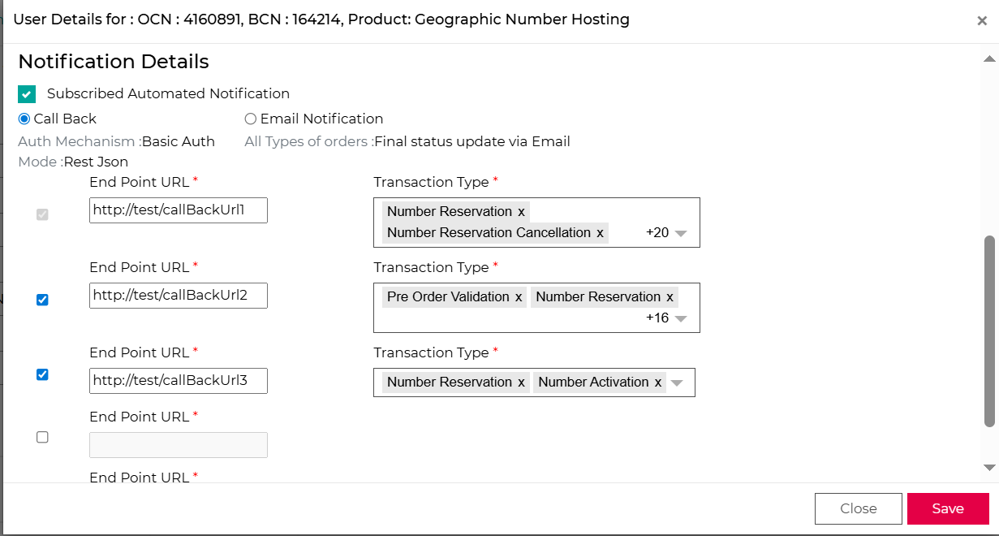 User Details for : OCN : 4160891, BCN : 164214, Product: Geographic Number Hosting ×
Notification Details
Subscribed Automated Notification
Call Back Email Notification
Auth Mechanism :Basic Auth All Types of orders :Final status update via Email
Mode :Rest Json
End Point URL * Transaction Type *
http://test/callBackUrl1 Number Reservation x
Number Reservation Cancellation x +20
End Point URL * Transaction Type *
http://test/callBackUrl2 Pre Order Validation x Number Reservation x
+16
End Point URL * Transaction Type *
http://test/callBackUrl3 Number Reservation x Number Activation x
End Point URL *
End Point URL *
Close Save